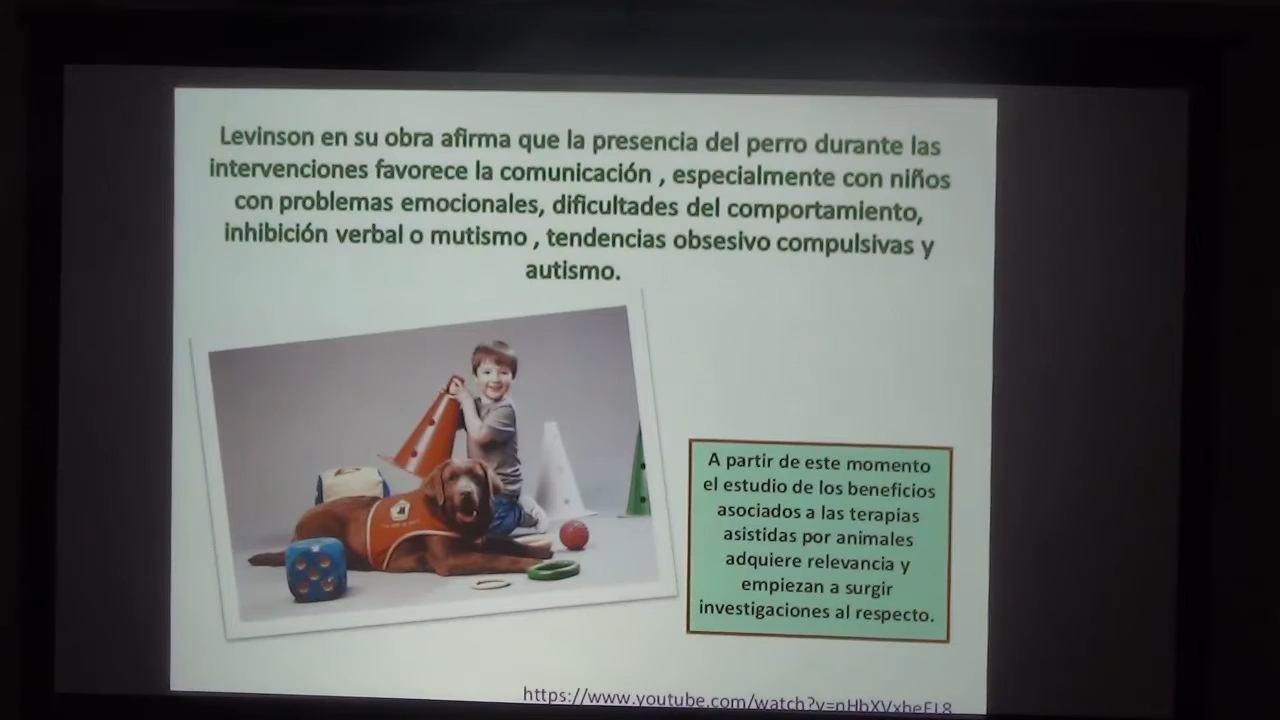 Levinson en su obra afirma que la presencia del perro durante las
intervenciones favorece la comunicación , especialmente con niños
con problemas emocionales, dificultades del comportamiento,
inhibición verbal o mutismo , tendencias obsesivo compulsivas y
autismo.
A partir de este momento
el estudio de los beneficios
asociados a las terapias
asistidas por animales
adquiere relevancia y
empiezan a surgir
investigaciones al respecto.